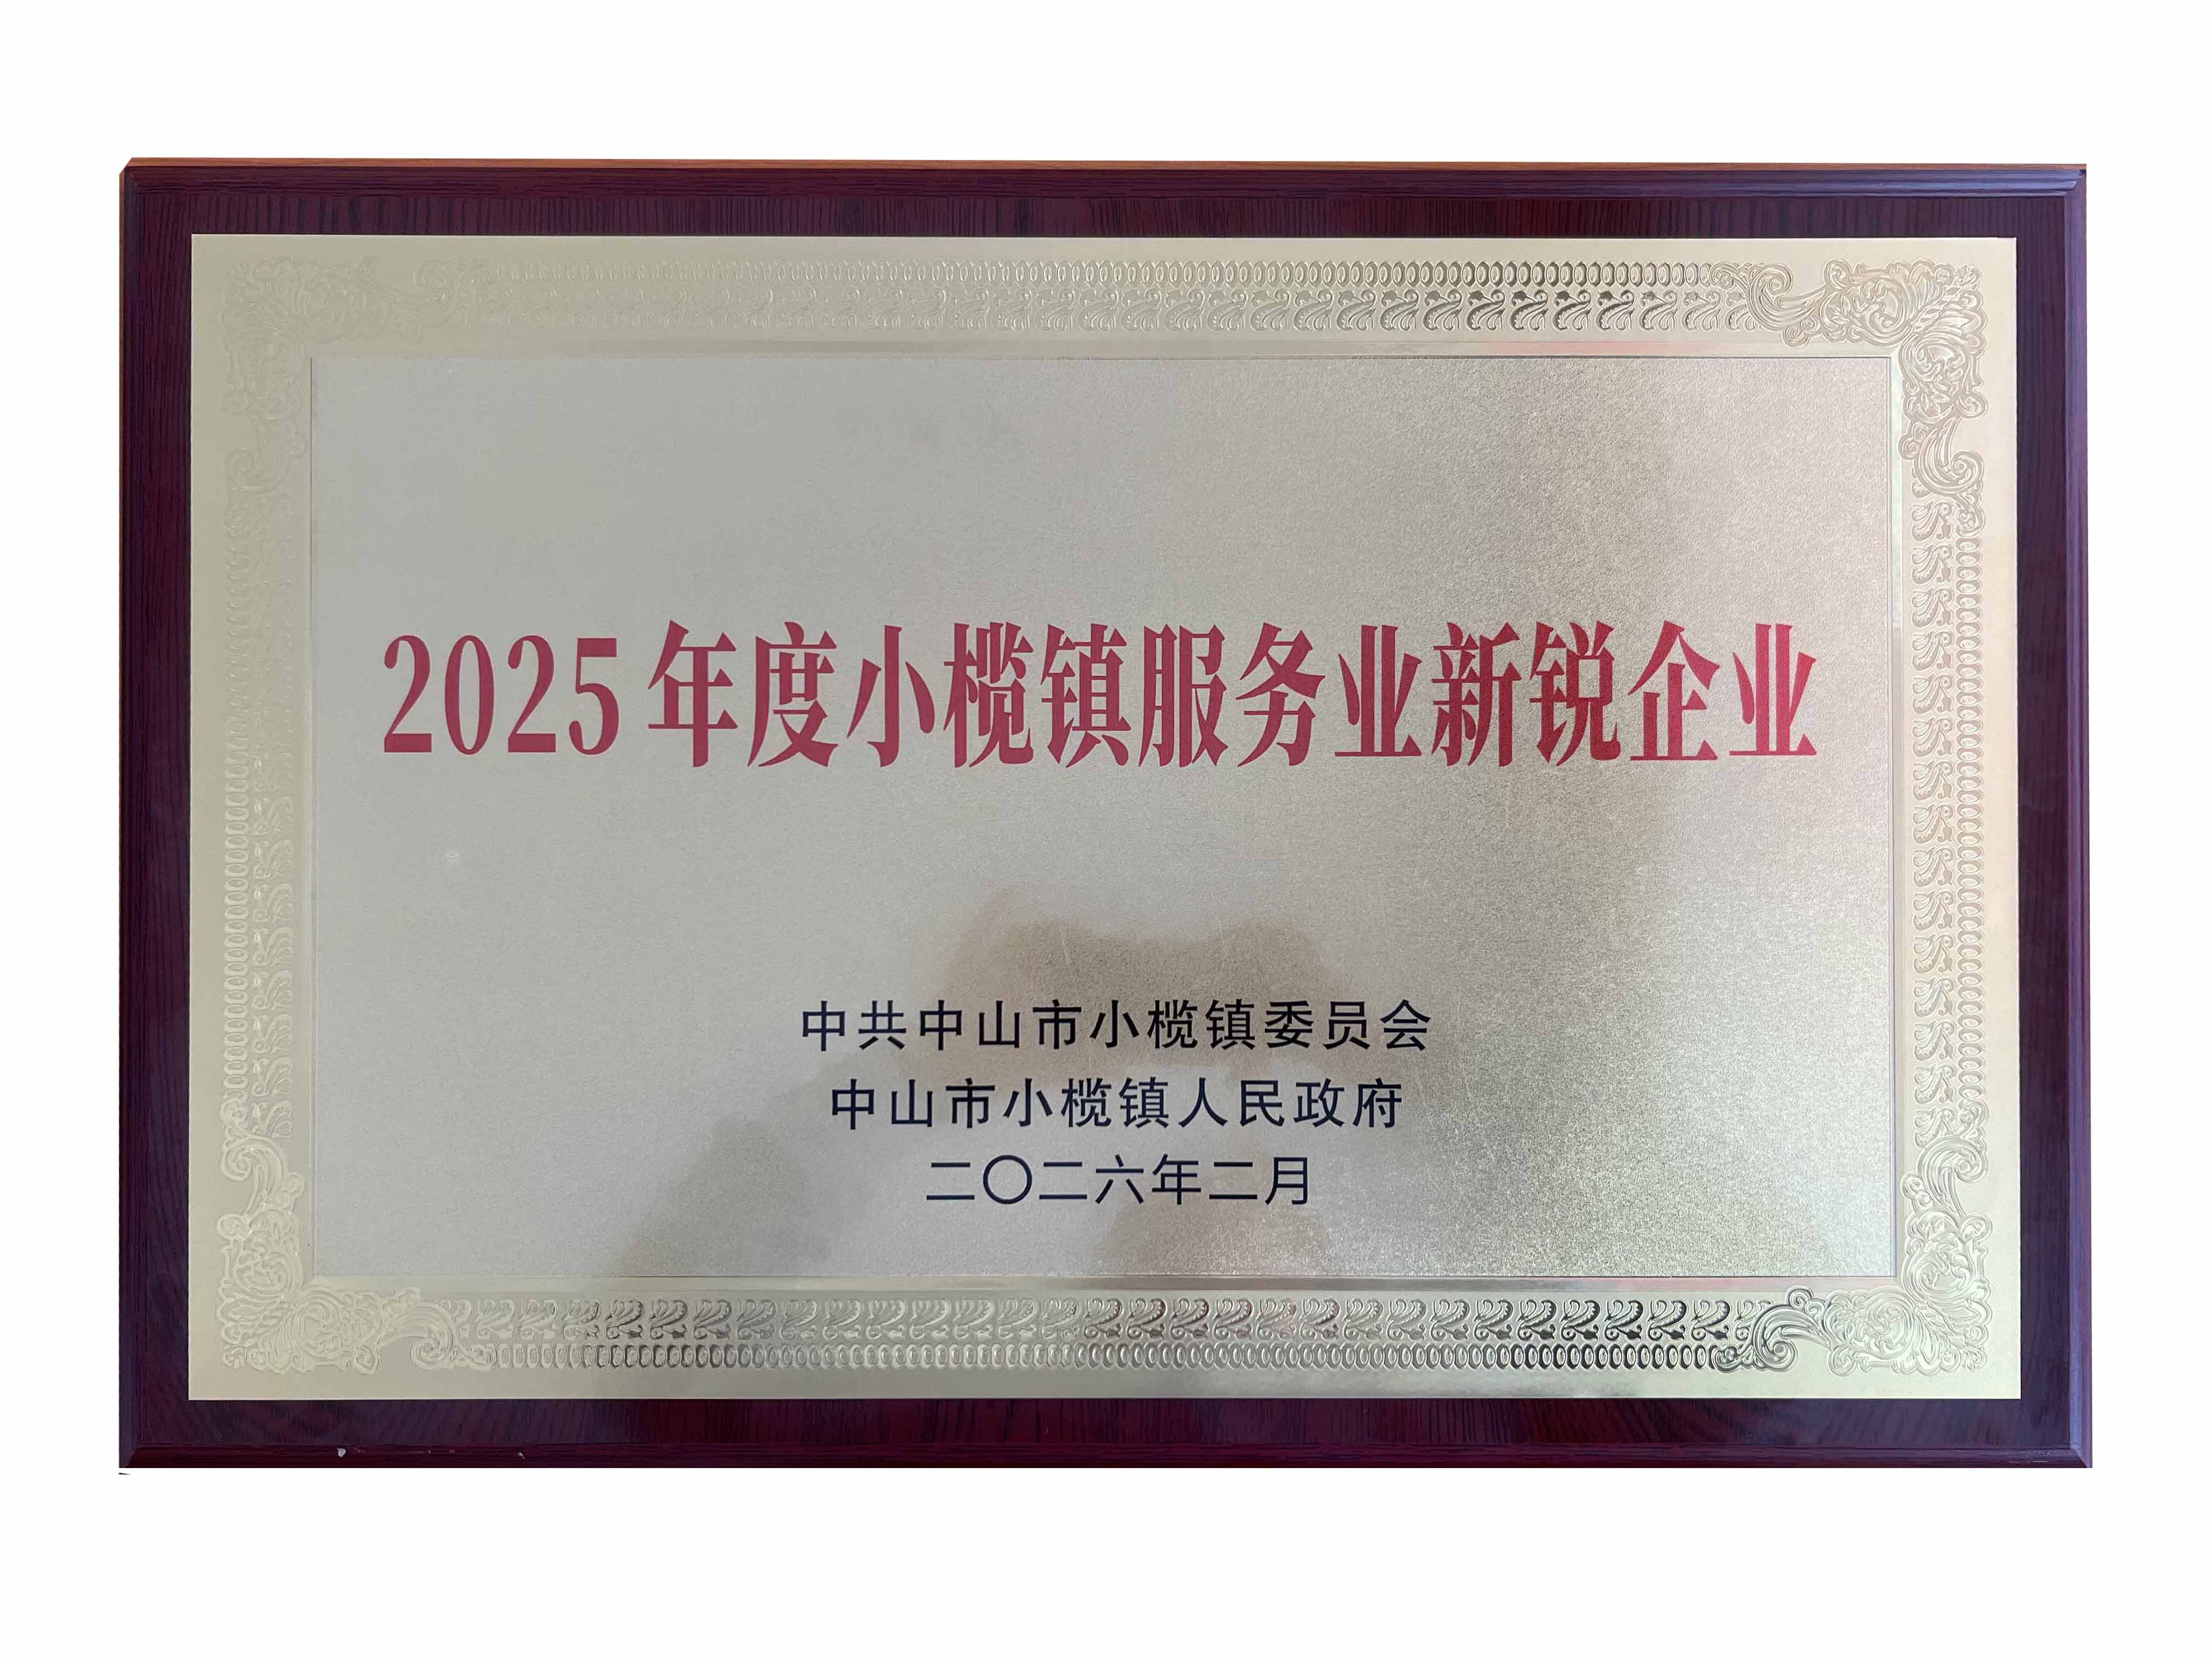 2025年度小榄镇服务业新锐企业
中共中山市小榄镇委员会
中山市小榄镇人民政府
二〇二六年二月